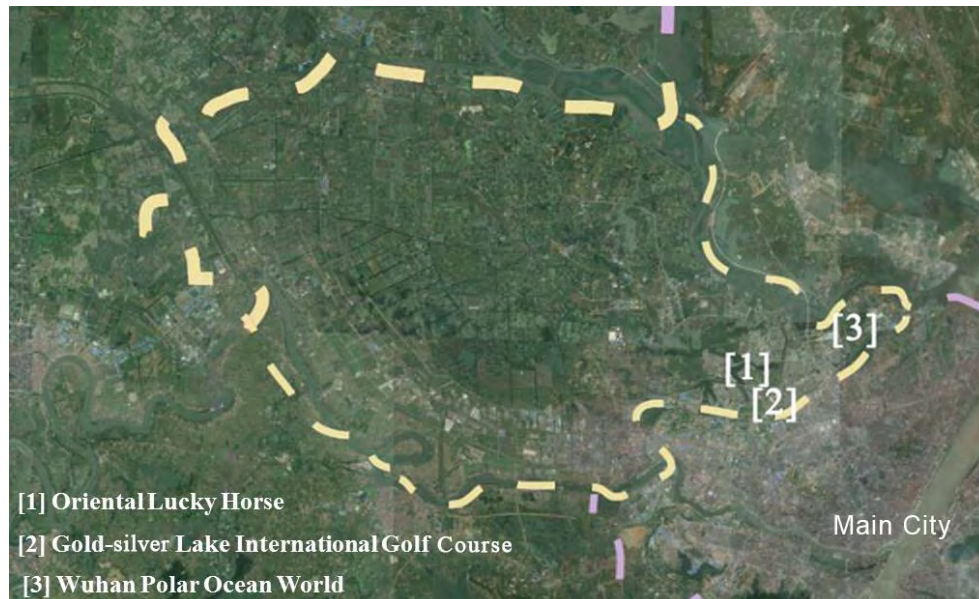 [3]
[1]
[2]
[1] Oriental Lucky Horse
Main City
[2] Gold-silver Lake International Golf Course
[3] Wuhan Polar Ocean World